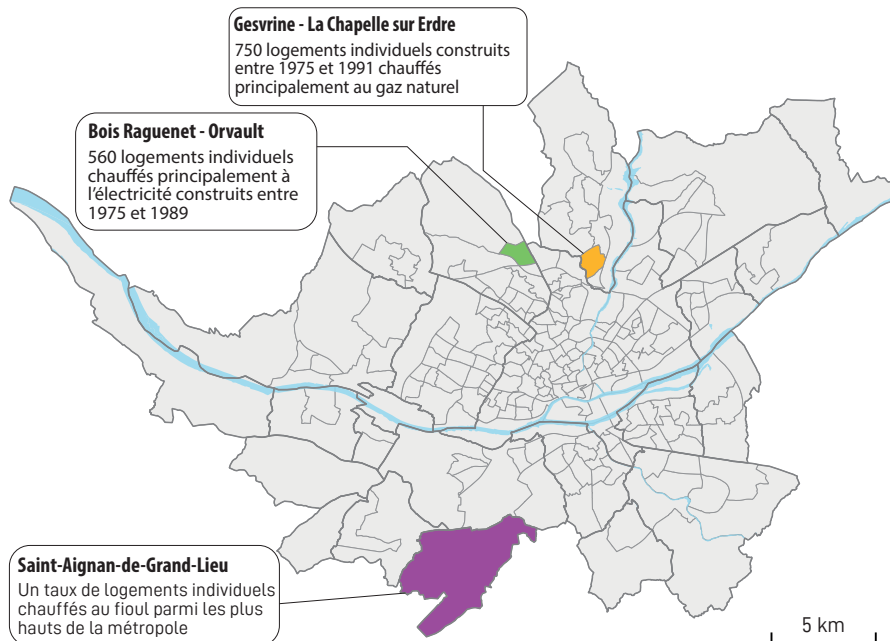 Gesvrine - La Chapelle sur Erdre
750 logements individuels construits
entre 1975 et 1991 chauffés
principalement au gaz naturel
Bois Raguenet - Orvault
560 logements individuels
chauffés principalement à
l'électricité construits entre
1975 et 1989
Saint-Aignan-de-Grand-Lieu
Un taux de logements individuels
chauffés au fioul parmi les plus
hauts de la métropole
5 km